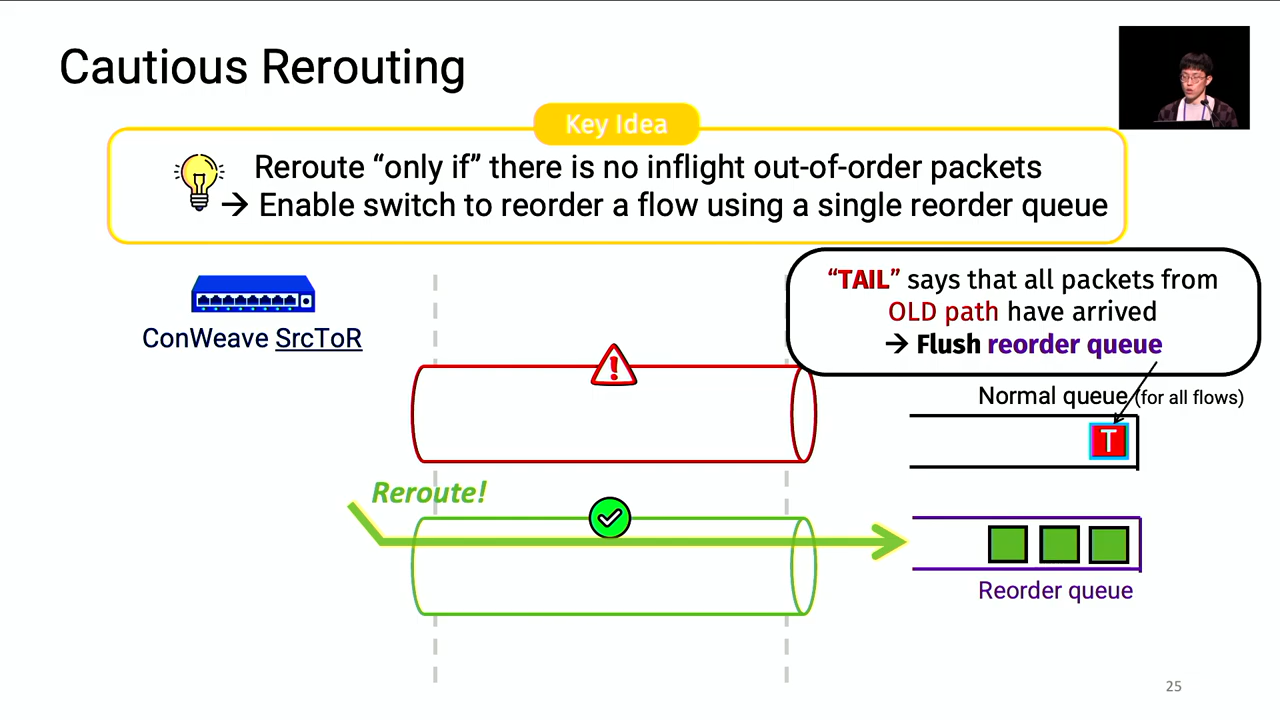 Cautious Rerouting
Key Idea
Reroute “only if” there is no inflight out-of-order packets
→ Enable switch to reorder a flow using a single reorder queue
“TAIL” says that all packets from
OLD path have arrived
→ Flush reorder queue
ConWeave SrcToR
Normal queue (for all flows)
T
Reroute!
Reorder queue
25